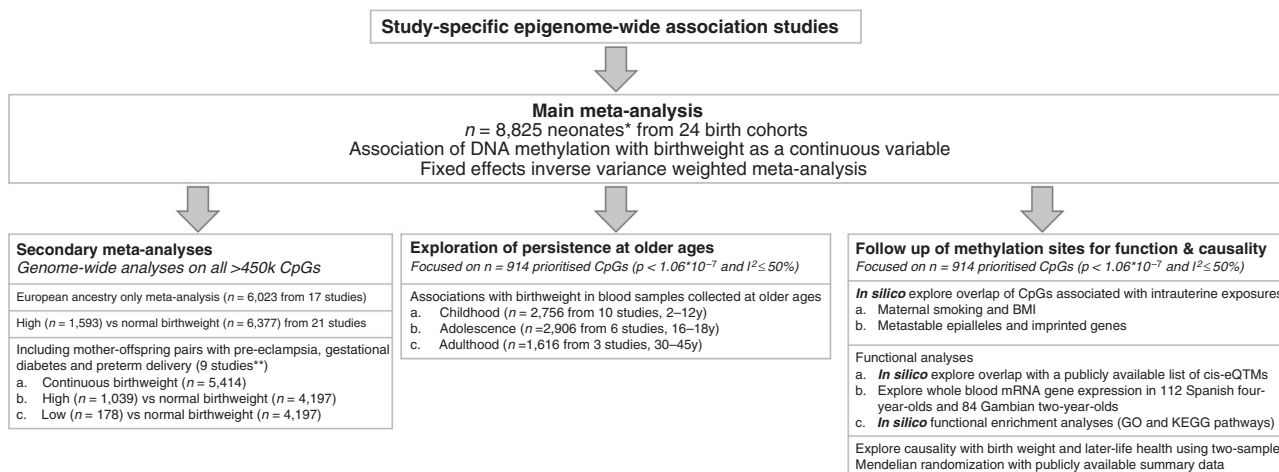 Study-specific epigenome-wide association studies
Main meta-analysis
n = 8,825 neonates* from 24 birth cohorts
Association of DNA methylation with birthweight as a continuous variable
Fixed effects inverse variance weighted meta-analysis
Secondary meta-analyses
Genome-wide analyses on all >450k CpGs
European ancestry only meta-analysis (n = 6,023 from 17 studies)
High (n = 1,593) vs normal birthweight (n = 6,377) from 21 studies
Including mother-offspring pairs with pre-eclampsia, gestational
diabetes and preterm delivery (9 studies**)
a. Continuous birthweight (n = 5,414)
b. High (n = 1,039) vs normal birthweight (n = 4,197)
c. Low (n = 178) vs normal birthweight (n = 4,197)
Exploration of persistence at older ages
Focused on n = 914 prioritised CpGs (p < 1.06*10⁻⁷ and I² ≤ 50%)
Associations with birthweight in blood samples collected at older ages
a. Childhood (n = 2,756 from 10 studies, 2–12y)
b. Adolescence (n =2,906 from 6 studies, 16–18y)
c. Adulthood (n =1,616 from 3 studies, 30–45y)
Follow up of methylation sites for function & causality
Focused on n = 914 prioritised CpGs (p < 1.06*10⁻⁷ and I² ≤ 50%)
In silico explore overlap of CpGs associated with intrauterine exposures
a. Maternal smoking and BMI
b. Metastable epialleles and imprinted genes
Functional analyses
a. In silico explore overlap with a publicly available list of cis-eQTMs
b. Explore whole blood mRNA gene expression in 112 Spanish four-
year-olds and 84 Gambian two-year-olds
c. In silico functional enrichment analyses (GO and KEGG pathways)
Explore causality with birth weight and later-life health using two-sample
Mendelian randomization with publicly available summary data